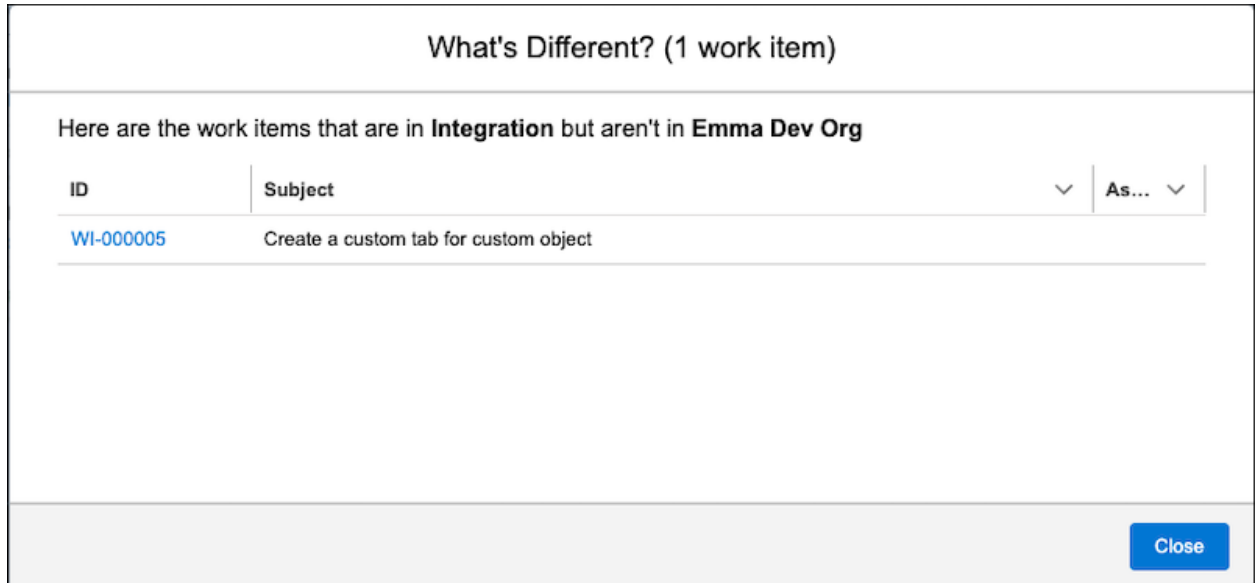 What's Different? (1 work item)
Here are the work items that are in Integration but aren't in Emma Dev Org
ID Subject As...
WI-000005 Create a custom tab for custom object
Close